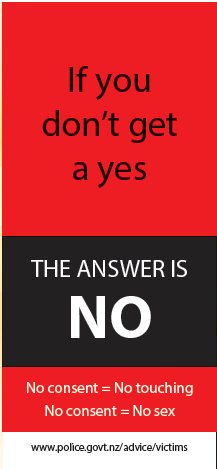 If you
don't get
a yes
THE ANSWER IS
NO
No consent = No touching
No consent = No sex
www.police.govt.nz/advice/victims